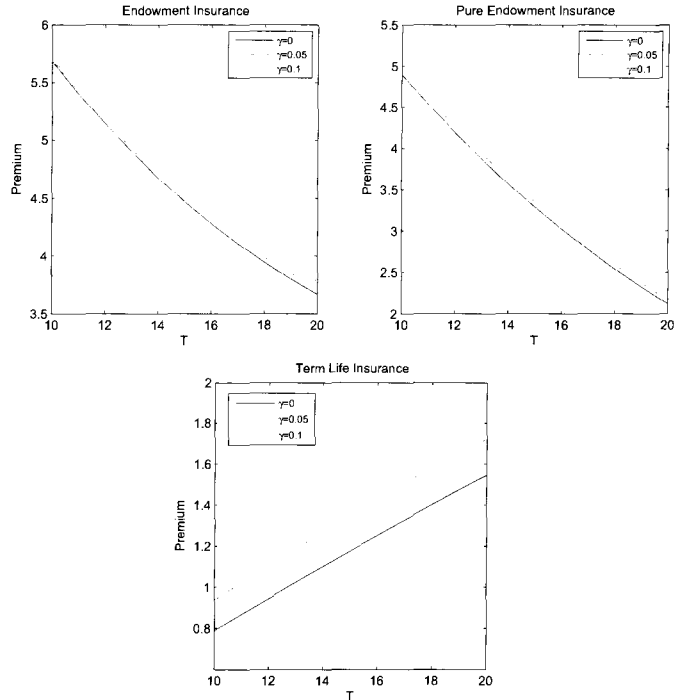 Endowment Insurance
6
5.5
5
4.5
4
3.5
Premium
γ=0
γ=0.05
γ=0.1
10 12 14 16 18 20
T
Pure Endowment Insurance
5.5
5
4.5
4
3.5
3
2.5
2
Premium
γ=0
γ=0.05
γ=0.1
10 12 14 16 18 20
T
Term Life Insurance
2
1.8
1.6
1.4
1.2
1
0.8
Premium
γ=0
γ=0.05
γ=0.1
10 12 14 16 18 20
T